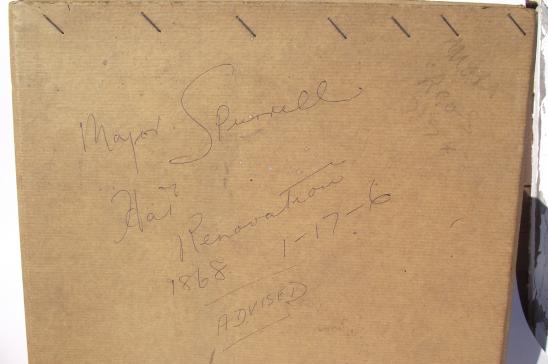 Major Spurrell
Hat
Renovation
1868 1-17-6
ADVISED